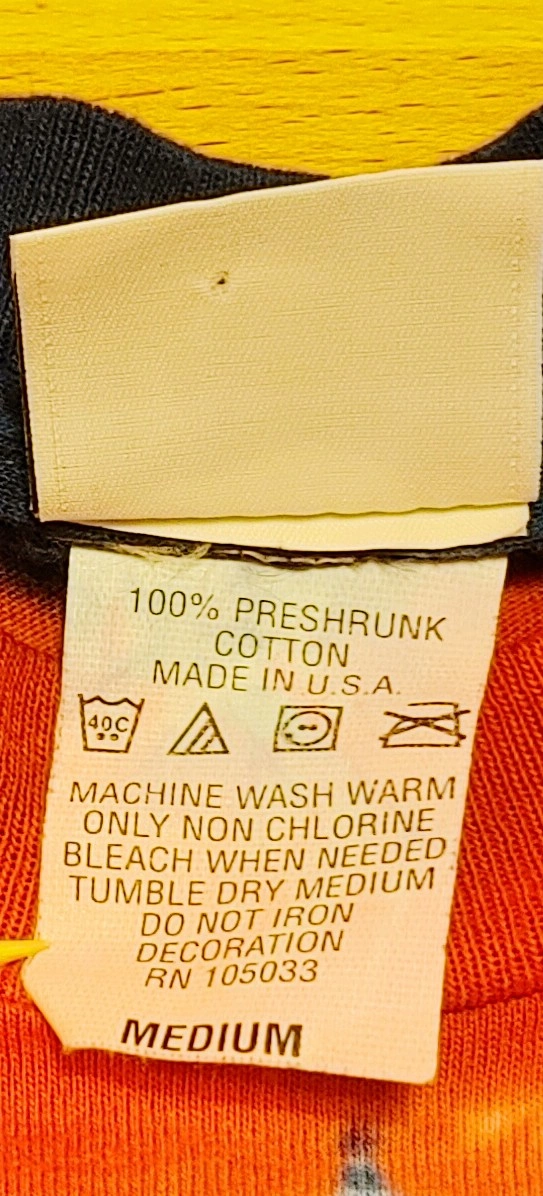 100% PRESHRUNK
COTTON
MADE IN U.S.A.
40C
MACHINE WASH WARM
ONLY NON CHLORINE
BLEACH WHEN NEEDED
TUMBLE DRY MEDIUM
DO NOT IRON
DECORATION
RN 105033
MEDIUM